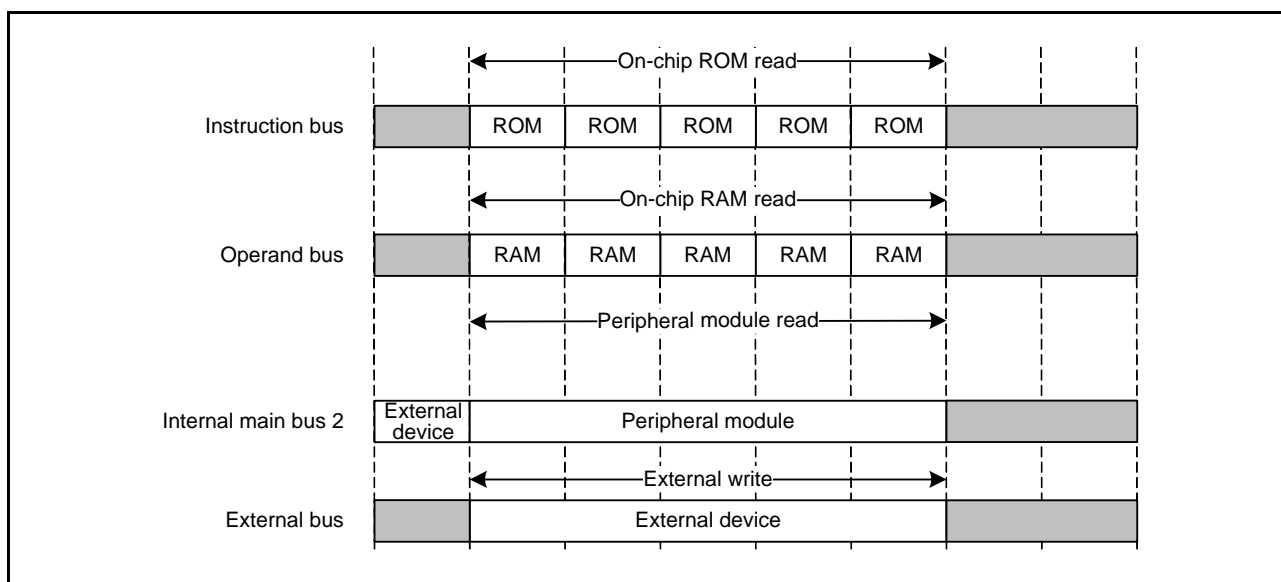 On-chip ROM read
Instruction bus ROM ROM ROM ROM ROM
On-chip RAM read
Operand bus RAM RAM RAM RAM RAM
Peripheral module read
Internal main bus 2 External device Peripheral module
External write
External bus External device